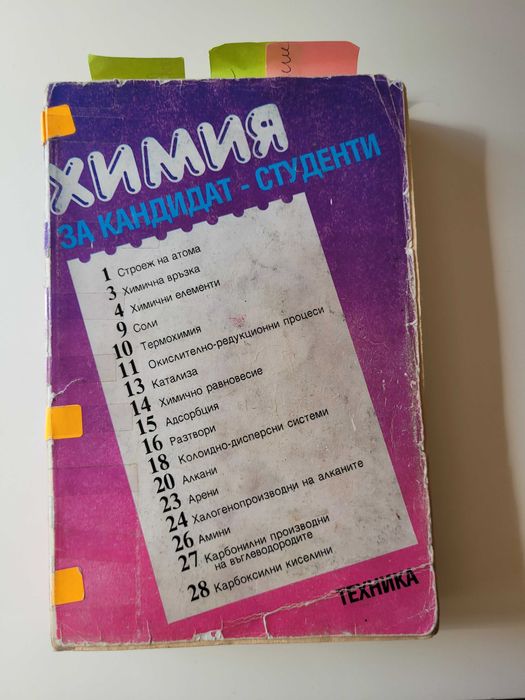 ХИМИЯ
ЗА КАНДИДАТ - СТУДЕНТИ
1 Строеж на атома
3 Химична връзка
4 Химични елементи
9 Соли
10 Термохимия
11 Окислително-редукционни процеси
13 Катализа
14 Химично равновесие
15 Адсорбция
16 Разтвори
18 Колоидно-дисперсни системи
20 Алкани
23 Арени
24 Халогенопроизводни на алканите
26 Амини
27 Карбонилни производни
на въглеводородите
28 Карбоксилни киселини
ТЕХНИКА